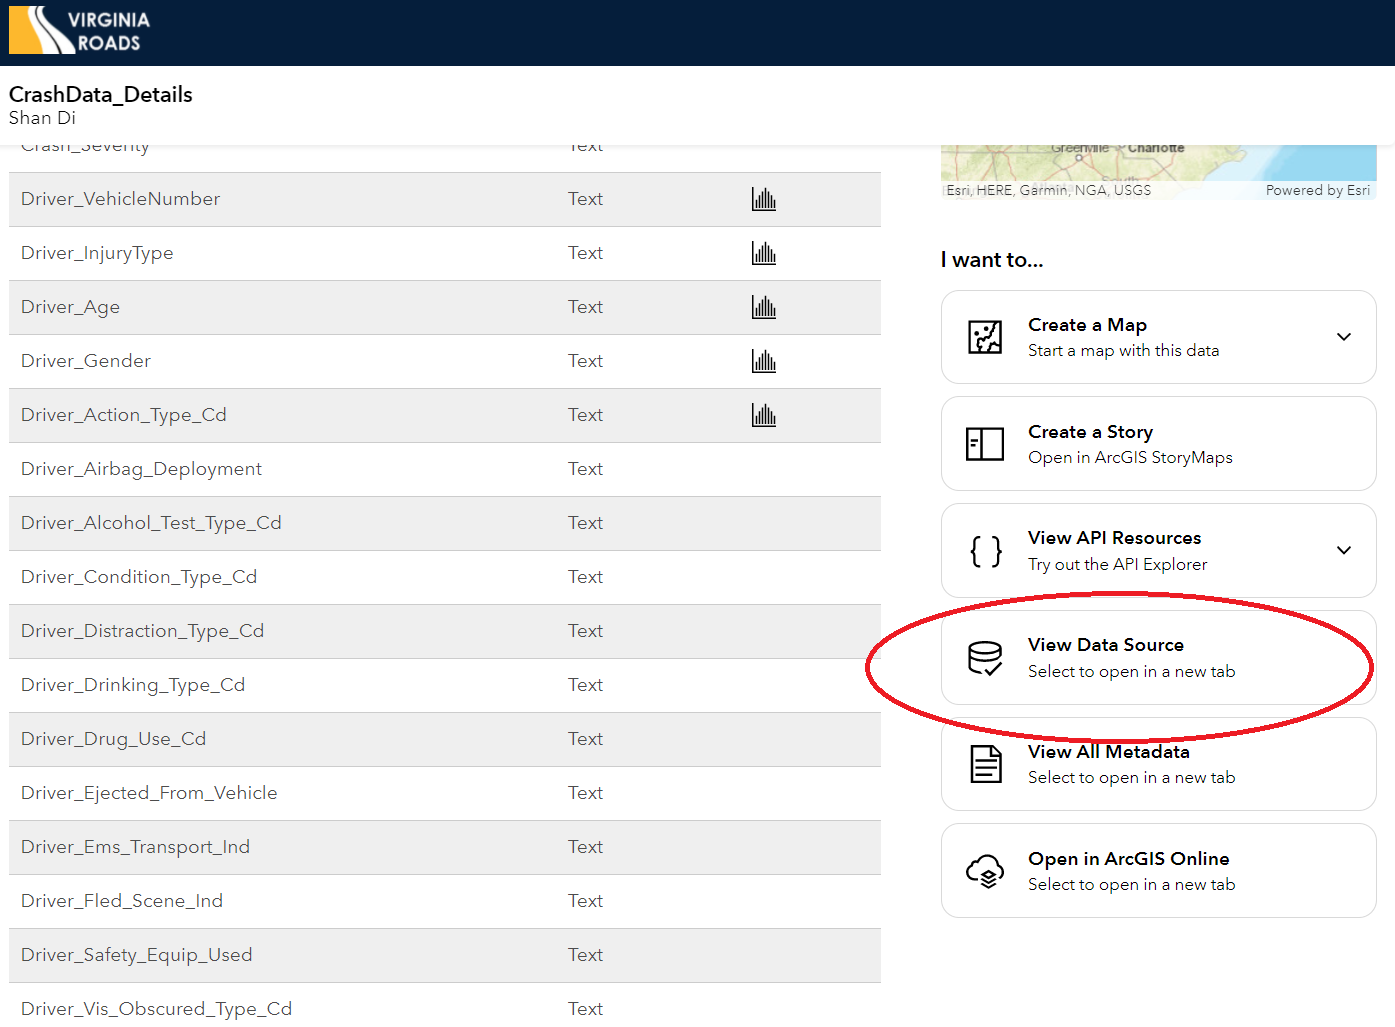 VIRGINIA
ROADS
CrashData_Details
Shan Di
Crash_Severity Text
Driver_VehicleNumber Text
Driver_InjuryType Text
Driver_Age Text
Driver_Gender Text
Driver_Action_Type_Cd Text
Driver_Airbag_Deployment Text
Driver_Alcohol_Test_Type_Cd Text
Driver_Condition_Type_Cd Text
Driver_Distraction_Type_Cd Text
Driver_Drinking_Type_Cd Text
Driver_Drug_Use_Cd Text
Driver_Ejected_From_Vehicle Text
Driver_Ems_Transport_Ind Text
Driver_Fled_Scene_Ind Text
Driver_Safety_Equip_Used Text
Driver_Vis_Obscured_Type_Cd Text
Greenville Charlotte
South
Esri, HERE, Garmin, NGA, USGS Powered by Esri
I want to...
Create a Map
Start a map with this data
Create a Story
Open in ArcGIS StoryMaps
View API Resources
Try out the API Explorer
View Data Source
Select to open in a new tab
View All Metadata
Select to open in a new tab
Open in ArcGIS Online
Select to open in a new tab